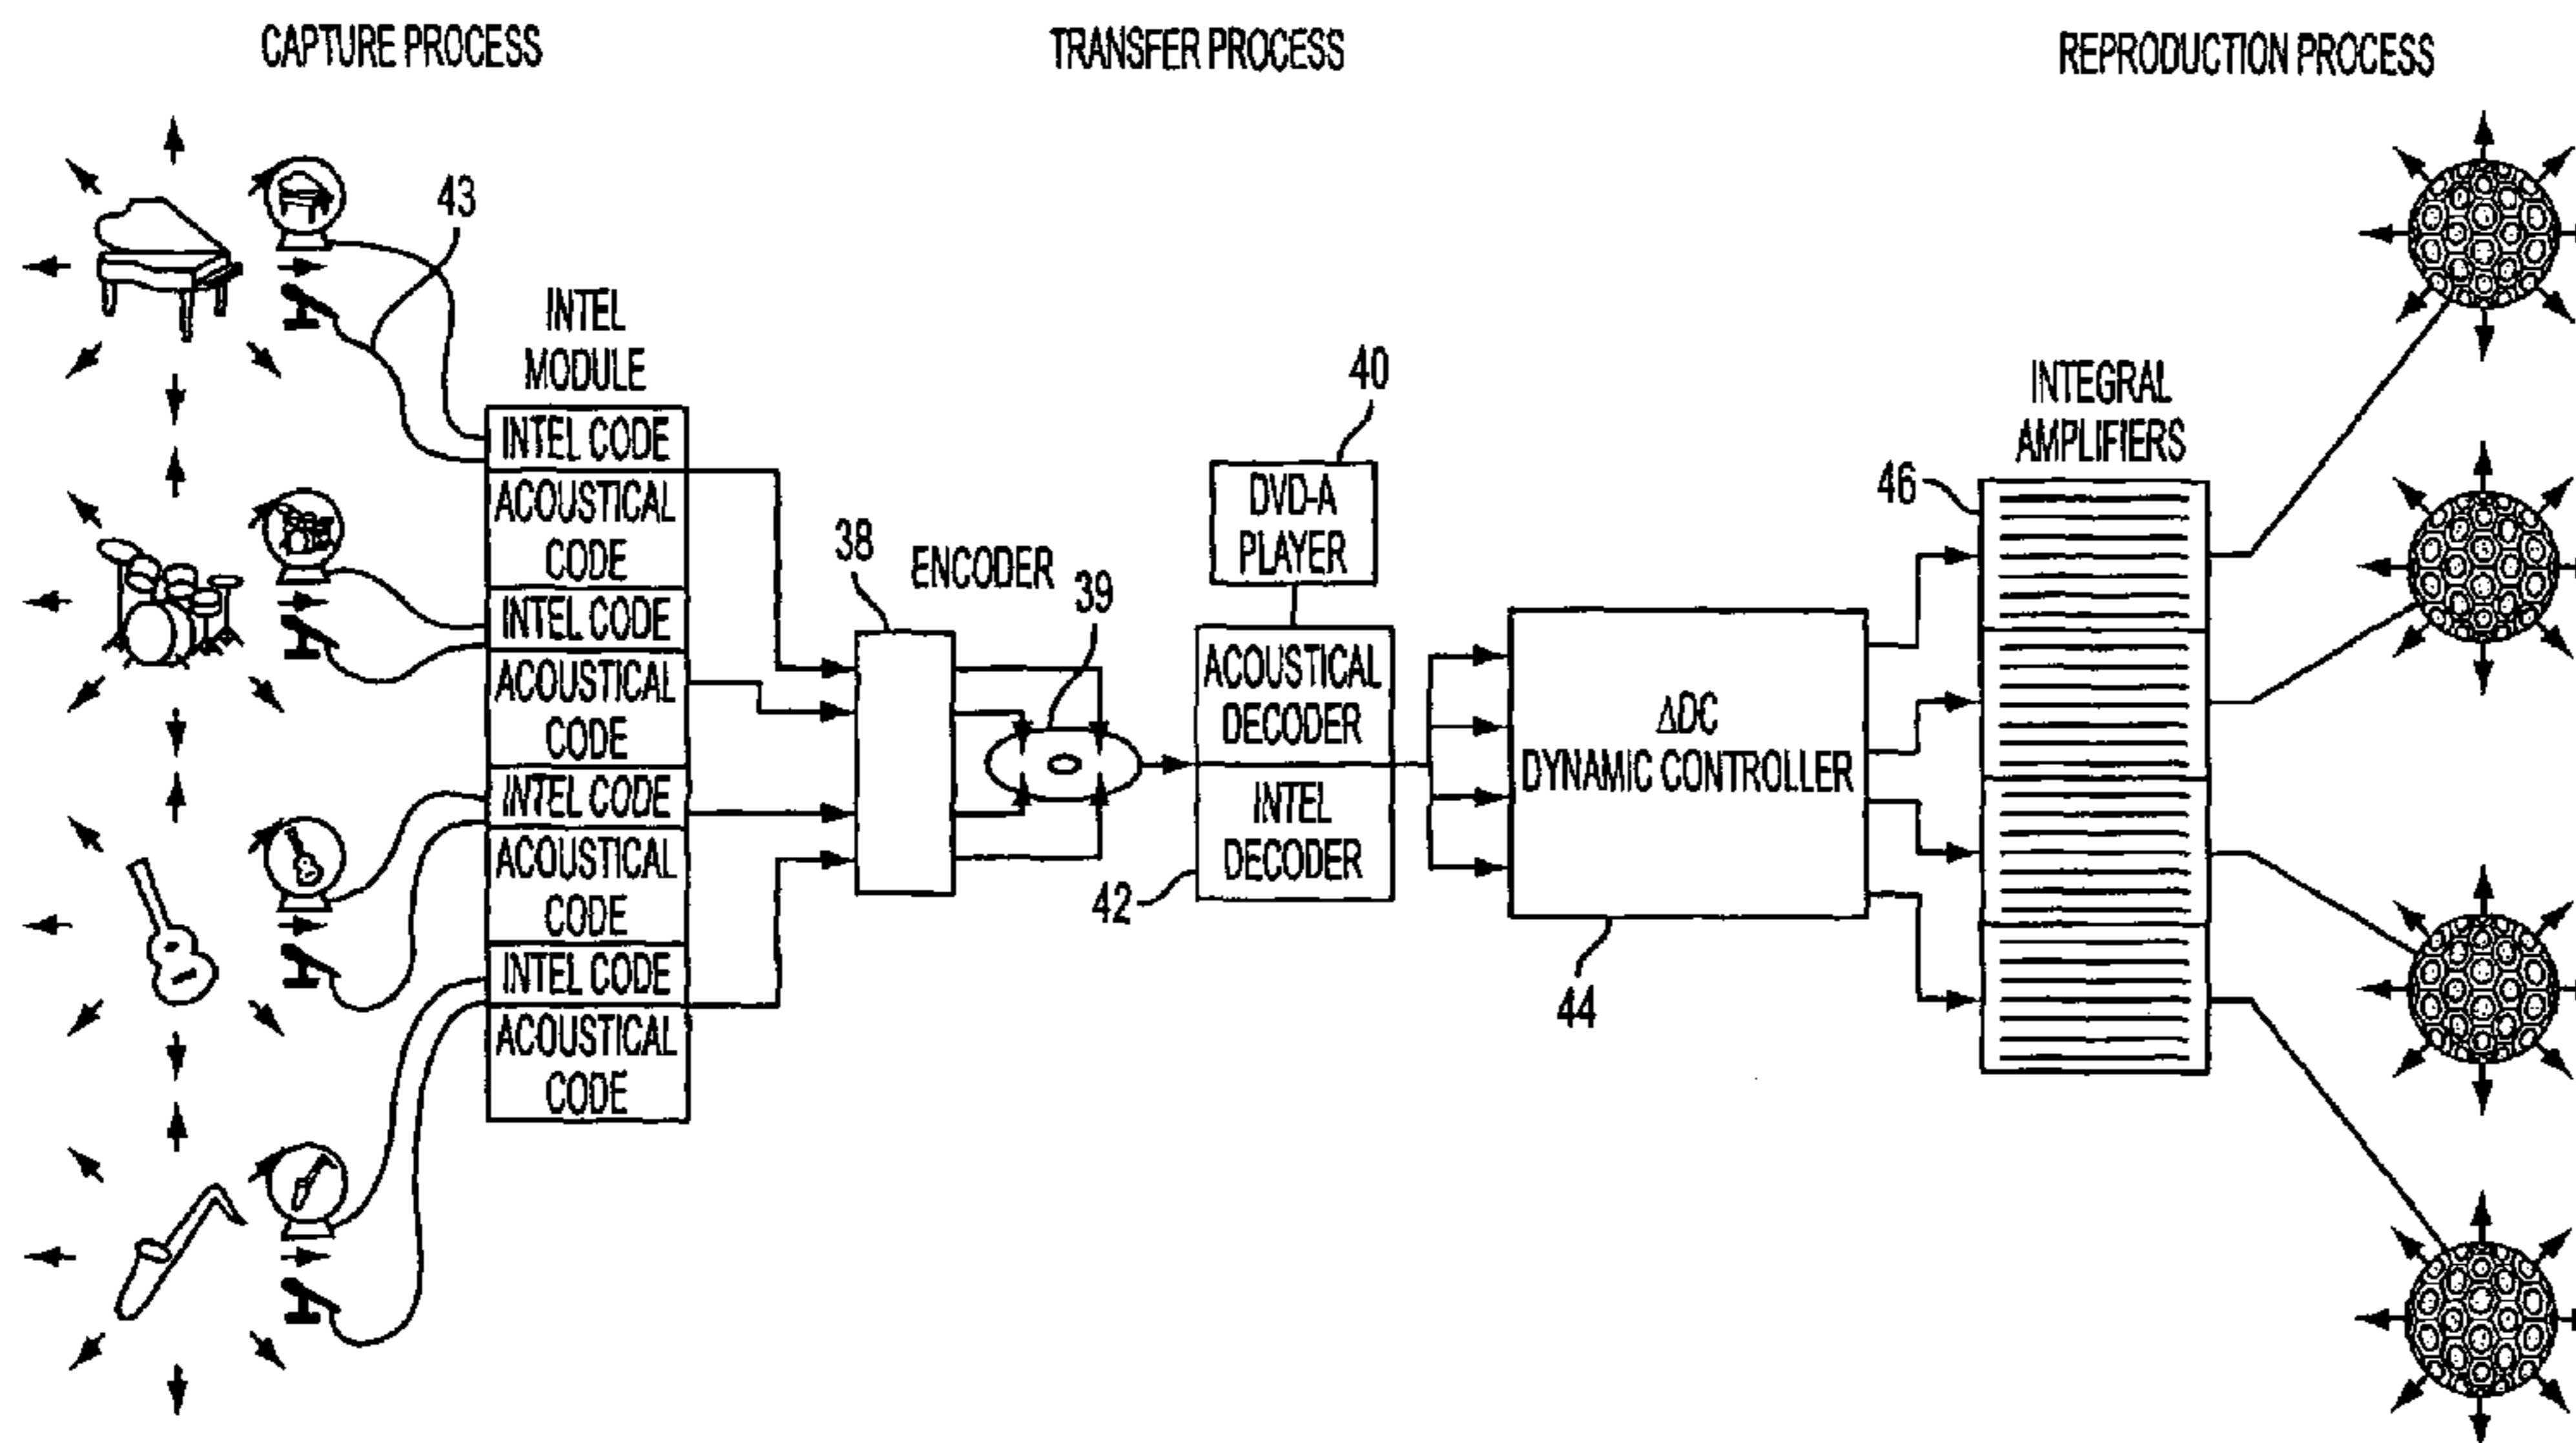 CAPTURE PROCESS
TRANSFER PROCESS
REPRODUCTION PROCESS
43
INTEL
MODULE
INTEL CODE
ACOUSTICAL
CODE
INTEL CODE
ACOUSTICAL
CODE
INTEL CODE
ACOUSTICAL
CODE
INTEL CODE
ACOUSTICAL
CODE
38
ENCODER
39
40
DVD-A
PLAYER
ACOUSTICAL
DECODER
INTEL
DECODER
42
ΔDC
DYNAMIC CONTROLLER
44
INTEGRAL
AMPLIFIERS
46